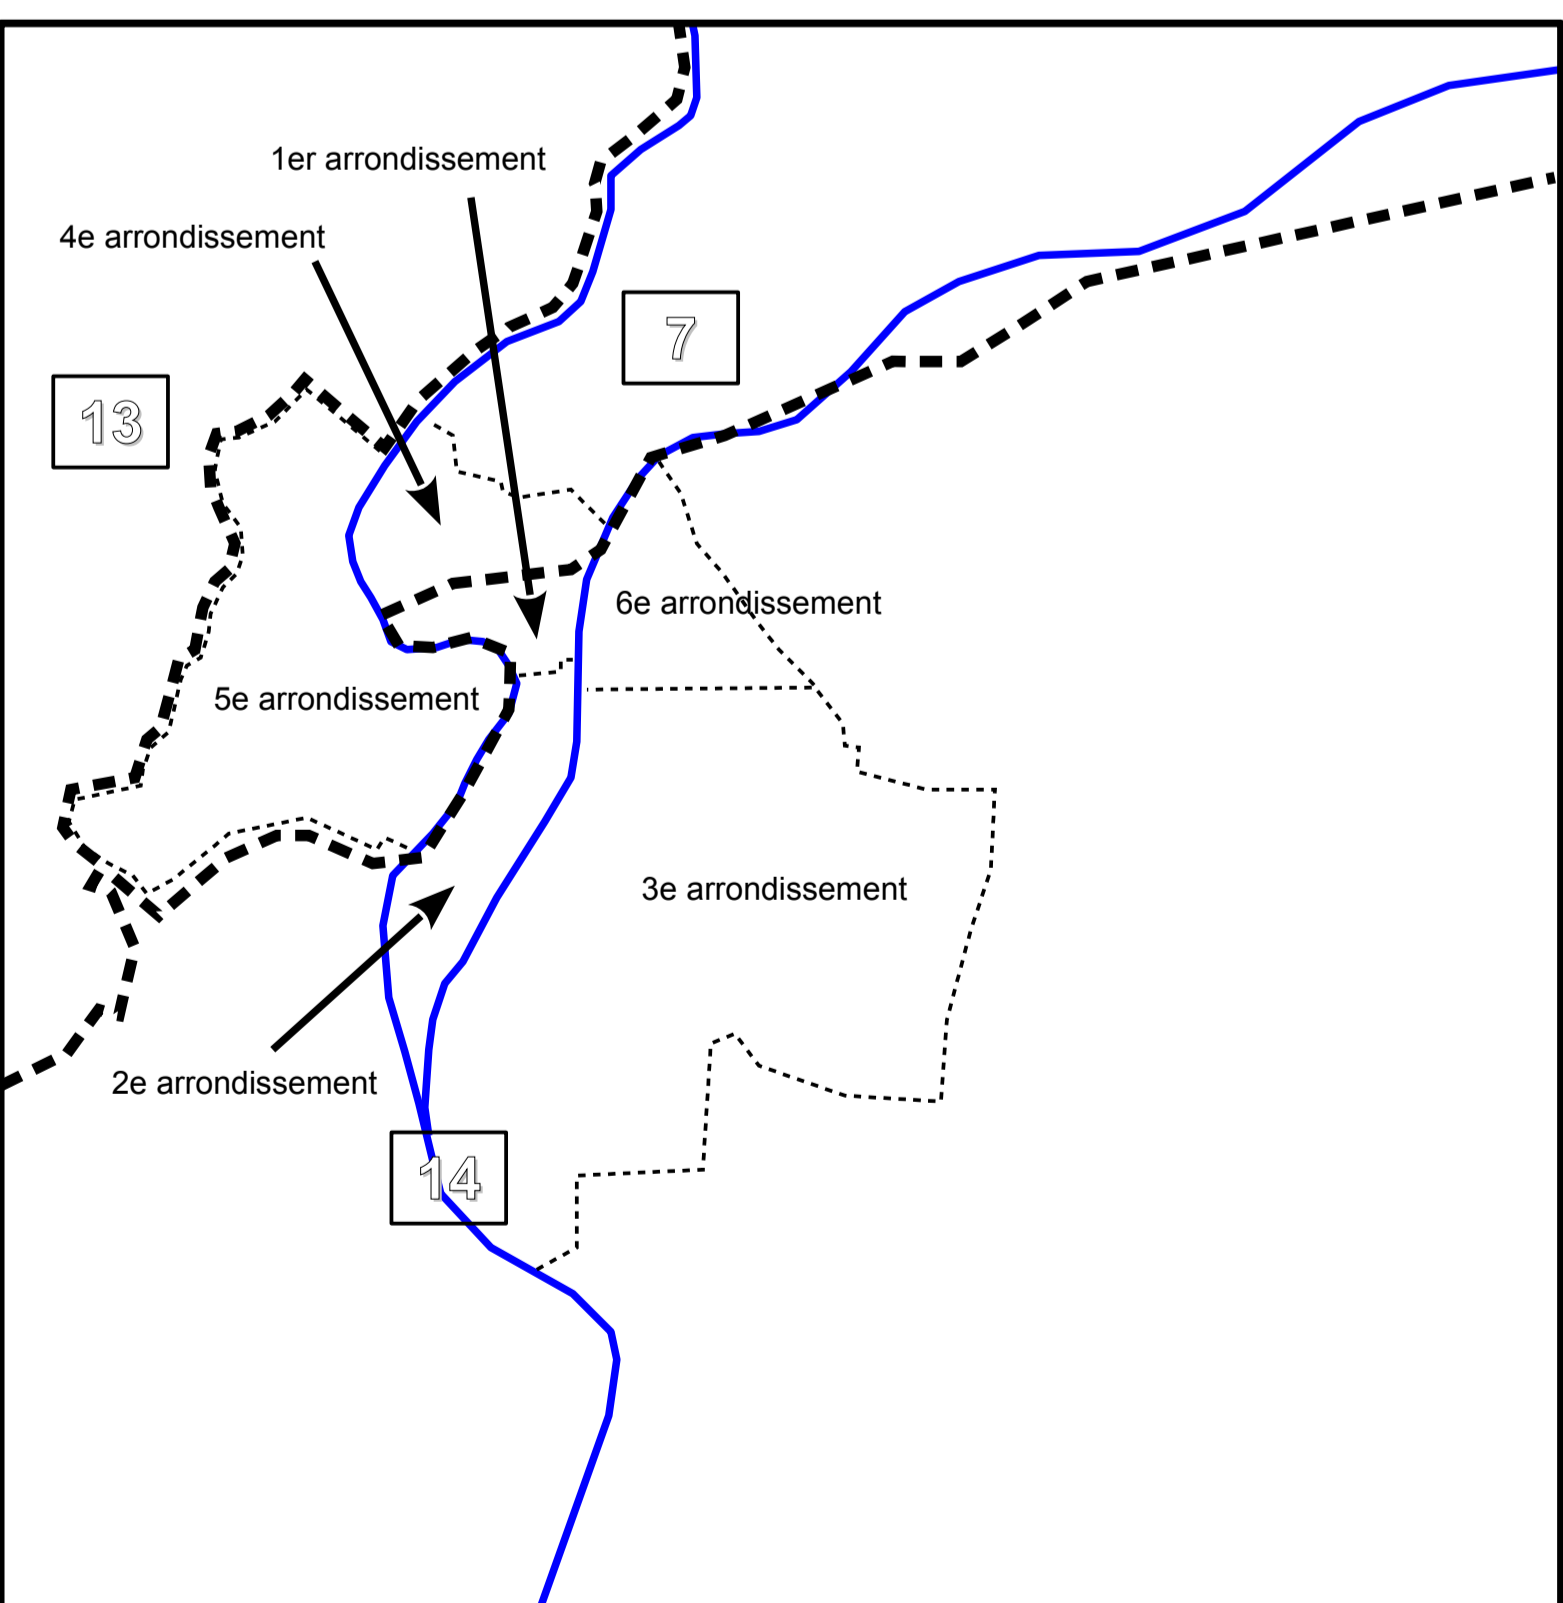 1er arrondissement
4e arrondissement
7
13
6e arrondissement
5e arrondissement
3e arrondissement
2e arrondissement
14